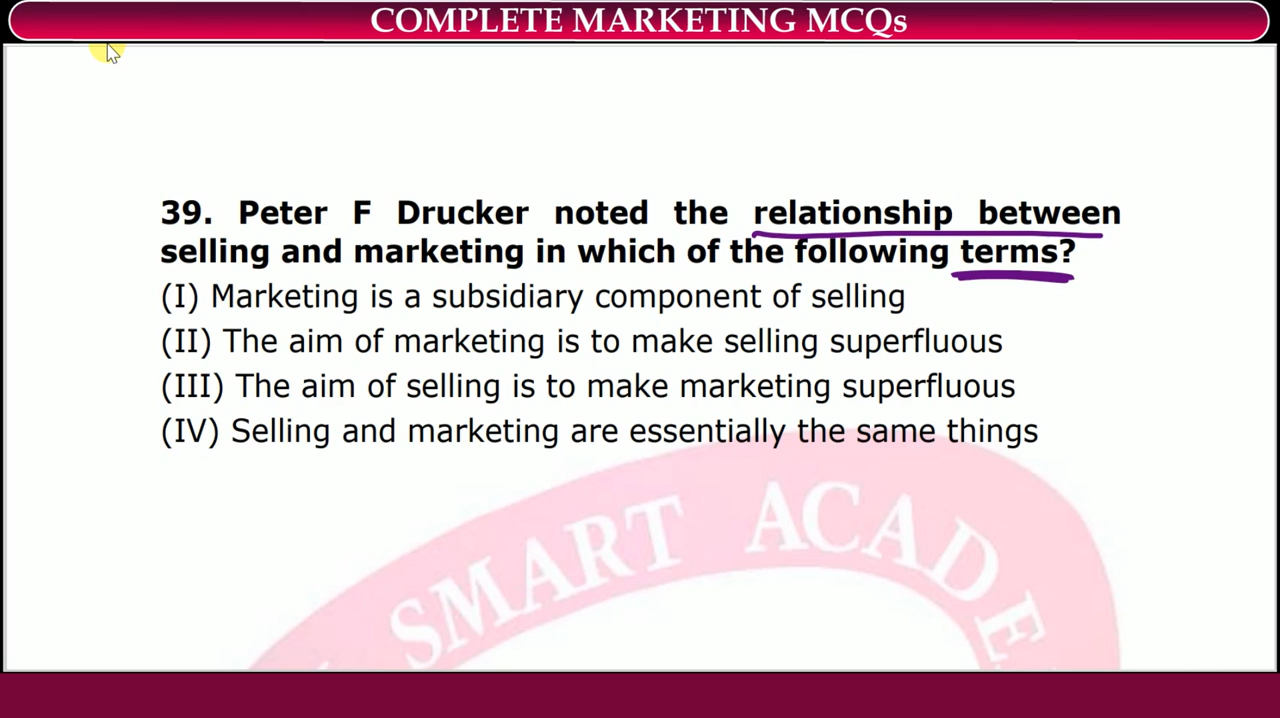 COMPLETE MARKETING MCQs
39. Peter F Drucker noted the relationship between
selling and marketing in which of the following terms?
(I) Marketing is a subsidiary component of selling
(II) The aim of marketing is to make selling superfluous
(III) The aim of selling is to make marketing superfluous
(IV) Selling and marketing are essentially the same things
SMART ACADE